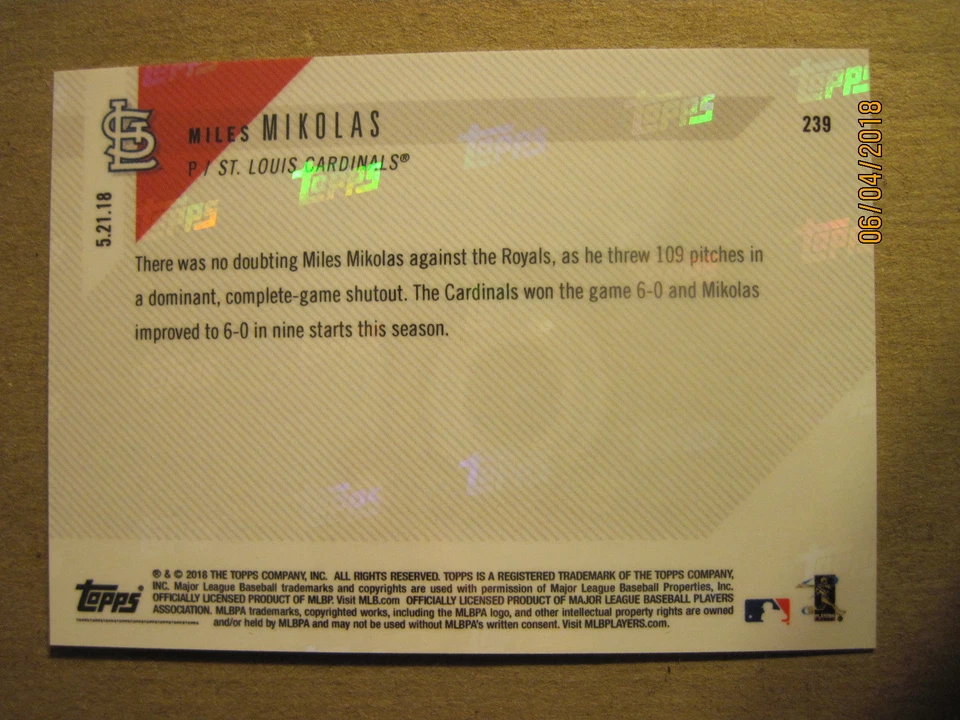 MILES MIKOLAS
P / ST. LOUIS CARDINALS®
239
5.21.18
06/04/2018
There was no doubting Miles Mikolas against the Royals, as he threw 109 pitches in
a dominant, complete-game shutout. The Cardinals won the game 6-0 and Mikolas
improved to 6-0 in nine starts this season.
topps
topps
topps
topps
topps
Topps
® & © 2018 THE TOPPS COMPANY, INC. ALL RIGHTS RESERVED. TOPPS IS A REGISTERED TRADEMARK OF THE TOPPS COMPANY,
INC. Major League Baseball trademarks and copyrights are used with permission of Major League Baseball Properties, Inc.
OFFICIALLY LICENSED PRODUCT OF MLBP. Visit MLB.com OFFICIALLY LICENSED PRODUCT OF MAJOR LEAGUE BASEBALL PLAYERS
ASSOCIATION. MLBPA trademarks, copyrighted works, including the MLBPA logo, and other intellectual property rights are owned
and/or held by MLBPA and may not be used without MLBPA's written consent. Visit MLBPLAYERS.com.